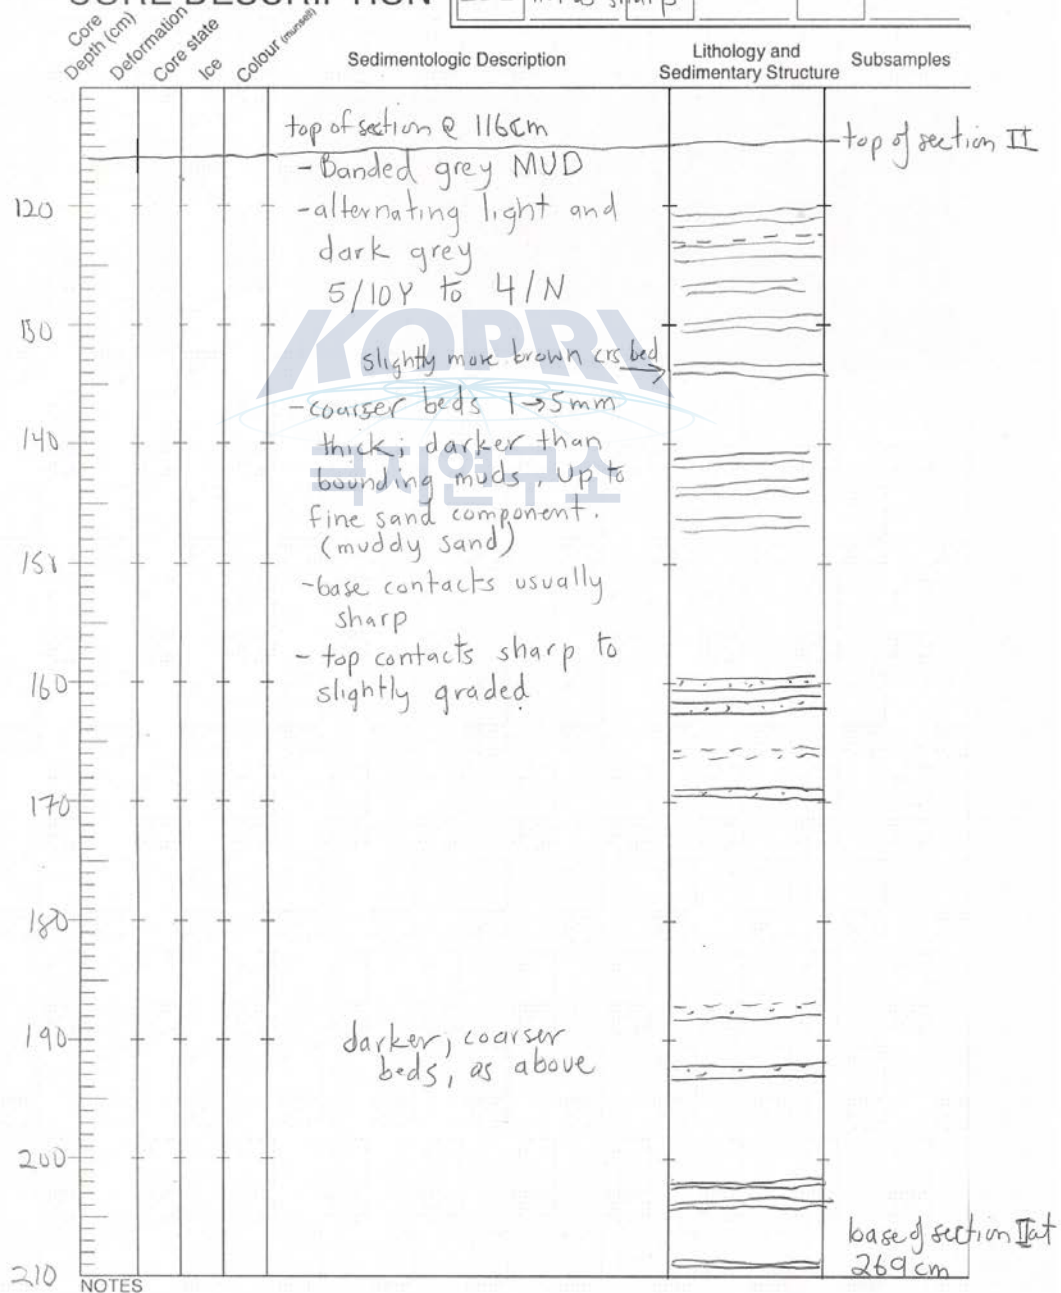 CORE DESCRIPTION
Core Depth (cm)
Deformation
Core state
Ice
Colour (munsell)
Sedimentologic Description
Lithology and
Sedimentary Structure
Subsamples
top of section @ 116cm
top of section II
- Banded grey MUD
120
- alternating light and
dark grey
5/10Y to 4/N
130
slightly more brown crs bed
- coarser beds 1→5mm
140
thick; darker than
bounding muds, up to
fine sand component.
(muddy sand)
150
- base contacts usually
sharp
- top contacts sharp to
160
slightly graded
170
180
190
darker, coarser
beds, as above
200
base of section II at
269 cm
210
NOTES
KOPRI
극지연구소